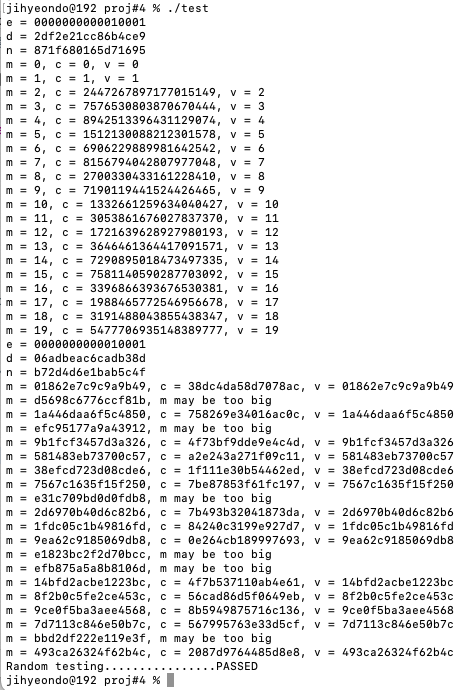 jihyeondo@192 proj#4 % ./test
e = 0000000000010001
d = 2df2e21cc86b4ce9
n = 871f680165d71695
m = 0, c = 0, v = 0
m = 1, c = 1, v = 1
m = 2, c = 2447267897177015149, v = 2
m = 3, c = 7576530803870670444, v = 3
m = 4, c = 8942513396431129074, v = 4
m = 5, c = 1512130088212301578, v = 5
m = 6, c = 6906229889981642542, v = 6
m = 7, c = 8156794042807977048, v = 7
m = 8, c = 2700330433161228410, v = 8
m = 9, c = 7190119441524426465, v = 9
m = 10, c = 1332661259634040427, v = 10
m = 11, c = 3053861676027837370, v = 11
m = 12, c = 1721639628927980193, v = 12
m = 13, c = 3646461364417091571, v = 13
m = 14, c = 7290895018473497335, v = 14
m = 15, c = 7581140590287703092, v = 15
m = 16, c = 3396866393676530381, v = 16
m = 17, c = 1988465772546956678, v = 17
m = 18, c = 3191488043855438347, v = 18
m = 19, c = 5477706935148389777, v = 19
e = 0000000000010001
d = 06adbeac6cadb38d
n = b72d4d6e1bab5c4f
m = 01862e7c9c9a9b49, c = 38dc4da58d7078ac, v = 01862e7c9c9a9b49
m = d5698c6776ccf81b, m may be too big
m = 1a446daa6f5c4850, c = 758269e34016ac0c, v = 1a446daa6f5c4850
m = efc95177a9a43912, m may be too big
m = 9b1fcf3457d3a326, c = 4f73bf9dde9e4c4d, v = 9b1fcf3457d3a326
m = 581483eb73700c57, c = a2e243a271f09c11, v = 581483eb73700c57
m = 38efcd723d08cde6, c = 1f111e30b54462ed, v = 38efcd723d08cde6
m = 7567c1635f15f250, c = 7be87853f61fc197, v = 7567c1635f15f250
m = e31c709bd0d0fdb8, m may be too big
m = 2d6970b40d6c82b6, c = 7b493b32041873da, v = 2d6970b40d6c82b6
m = 1fdc05c1b49816fd, c = 84240c3199e927d7, v = 1fdc05c1b49816fd
m = 9ea62c9185069db8, c = 0e264cb189997693, v = 9ea62c9185069db8
m = e1823bc2f2d70bcc, m may be too big
m = efb875a5a8b8106d, m may be too big
m = 14bfd2acbe1223bc, c = 4f7b537110ab4e61, v = 14bfd2acbe1223bc
m = 8f2b0c5fe2ce453c, c = 56cad86d5f0649eb, v = 8f2b0c5fe2ce453c
m = 9ce0f5ba3aee4568, c = 8b5949875716c136, v = 9ce0f5ba3aee4568
m = 7d7113c846e50b7c, c = 567995763e33d5cf, v = 7d7113c846e50b7c
m = bbd2df222e119e3f, m may be too big
m = 493ca26324f62b4c, c = 2087d9764485d8e8, v = 493ca26324f62b4c
Random testing................PASSED
jihyeondo@192 proj#4 %